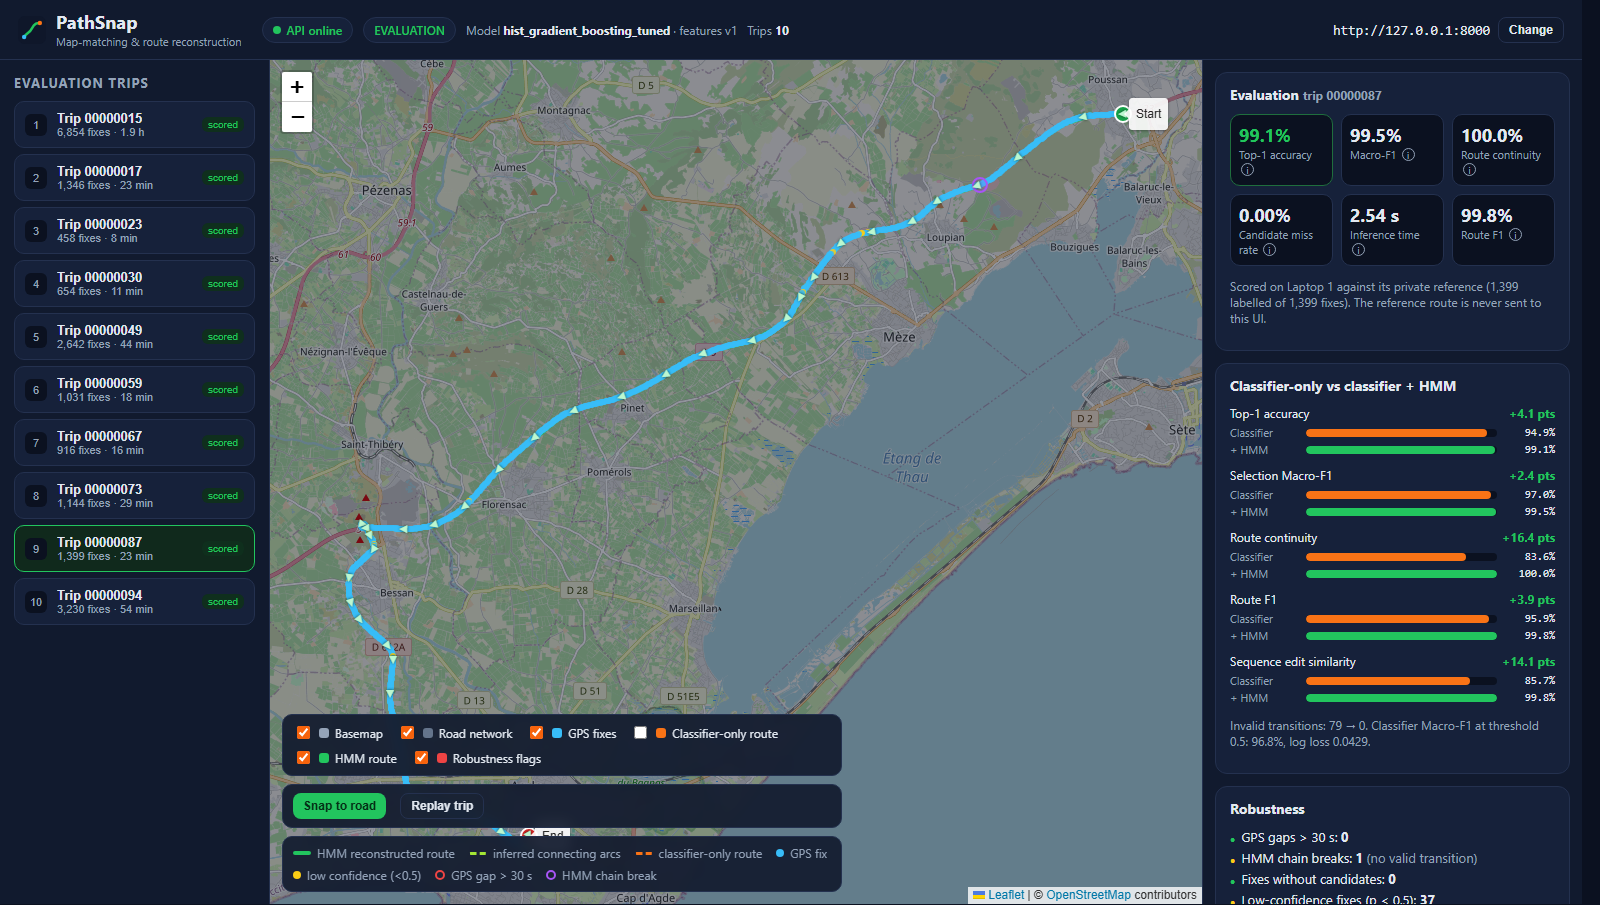 PathSnap
Map-matching & route reconstruction
API online
EVALUATION
Model hist_gradient_boosting_tuned · features v1 Trips 10
http://127.0.0.1:8000
Change
EVALUATION TRIPS
1
Trip 00000015
6,854 fixes · 1.9 h
scored
2
Trip 00000017
1,346 fixes · 23 min
scored
3
Trip 00000023
458 fixes · 8 min
scored
4
Trip 00000030
654 fixes · 11 min
scored
5
Trip 00000049
2,642 fixes · 44 min
scored
6
Trip 00000059
1,031 fixes · 18 min
scored
7
Trip 00000067
916 fixes · 16 min
scored
8
Trip 00000073
1,144 fixes · 29 min
scored
9
Trip 00000087
1,399 fixes · 23 min
scored
10
Trip 00000094
3,230 fixes · 54 min
scored
+
−
Cébe
D 5
Poussan
Start
Montagnac
59
Aumes
Pézenas
59.1
Balaruc-le-
Vieux
Loupian
Bouzigues
Balaruc-les-
Bains
61
60
D 613
Castelnau-de-
Guers
Mèze
Nézignan-l'Évêque
Pinet
D 2
Sète
Saint-Thibéry
Étang de
Thau
Pomérols
Florensac
D 28
Bessan
Marseillan
D 51
D 13
D 51E5
End
Cap d'Agde
Basemap
Road network
GPS fixes
Classifier-only route
HMM route
Robustness flags
Snap to road
Replay trip
HMM reconstructed route
inferred connecting arcs
classifier-only route
GPS fix
low confidence (<0.5)
GPS gap > 30 s
HMM chain break
Leaflet | © OpenStreetMap contributors
Evaluation trip 00000087
99.1%
Top-1 accuracy
99.5%
Macro-F1
100.0%
Route continuity
0.00%
Candidate miss
rate
2.54 s
Inference time
99.8%
Route F1
Scored on Laptop 1 against its private reference (1,399
labelled of 1,399 fixes). The reference route is never sent to
this UI.
Classifier-only vs classifier + HMM
Top-1 accuracy +4.1 pts
Classifier 94.9%
+ HMM 99.1%
Selection Macro-F1 +2.4 pts
Classifier 97.0%
+ HMM 99.5%
Route continuity +16.4 pts
Classifier 83.6%
+ HMM 100.0%
Route F1 +3.9 pts
Classifier 95.9%
+ HMM 99.8%
Sequence edit similarity +14.1 pts
Classifier 85.7%
+ HMM 99.8%
Invalid transitions: 79 → 0. Classifier Macro-F1 at threshold
0.5: 96.8%, log loss 0.0429.
Robustness
GPS gaps > 30 s: 0
HMM chain breaks: 1 (no valid transition)
Fixes without candidates: 0
Low-confidence fixes (p < 0.5): 37